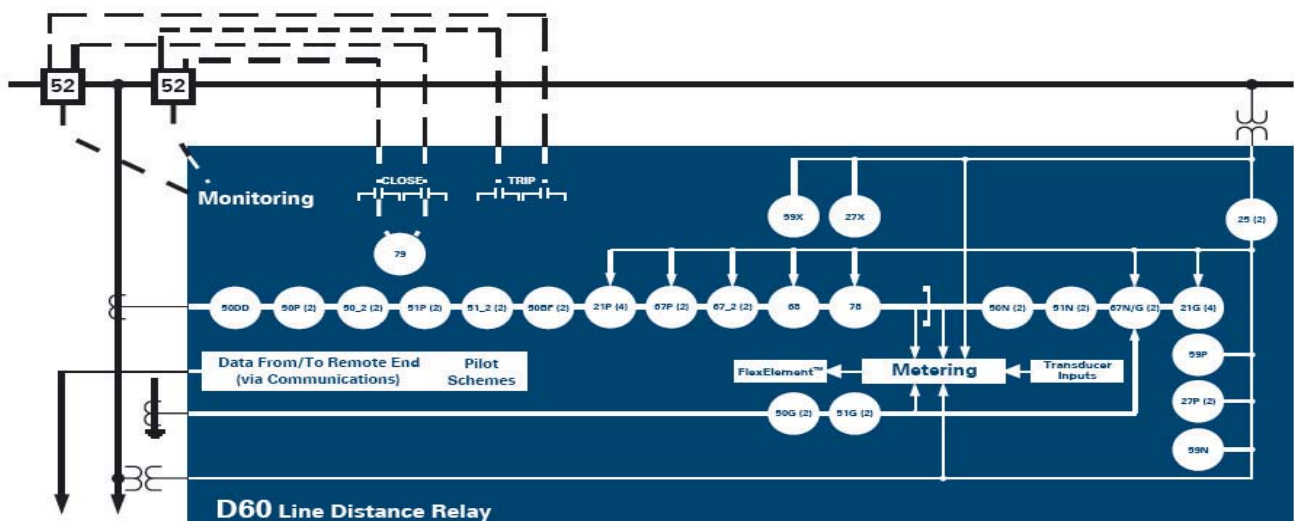 52
52
CLOSE
TRIP
Monitoring
59X
27X
25 (2)
79
50DD
50P (2)
50_2 (2)
51P (2)
51_2 (2)
50BF (2)
21P (4)
67P (2)
67_2 (2)
68
78
50N (2)
51N (2)
67N/G (2)
21G (4)
Data From/To Remote End
(via Communications)
Pilot
Schemes
FlexElement™
Metering
Transducer
Inputs
59P
50G (2)
51G (2)
27P (2)
59N
D60 Line Distance Relay